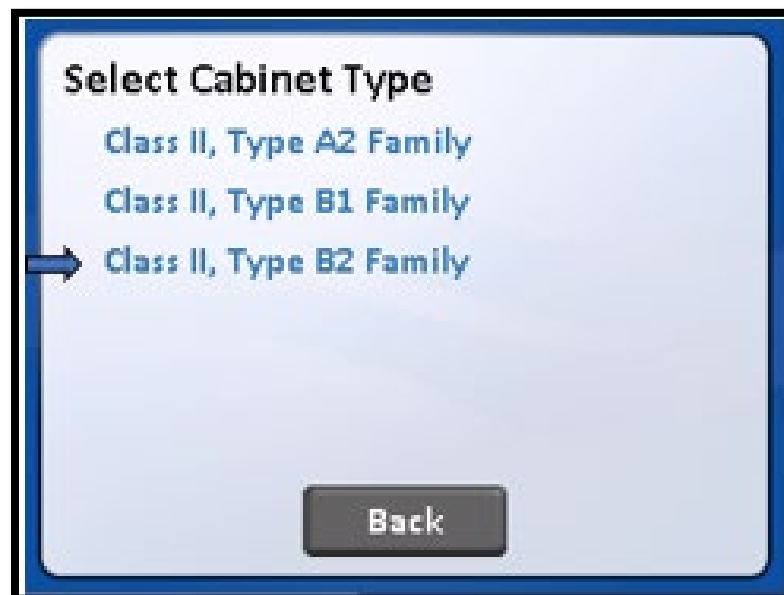 Select Cabinet Type
Class II, Type A2 Family
Class II, Type B1 Family
Class II, Type B2 Family
Back